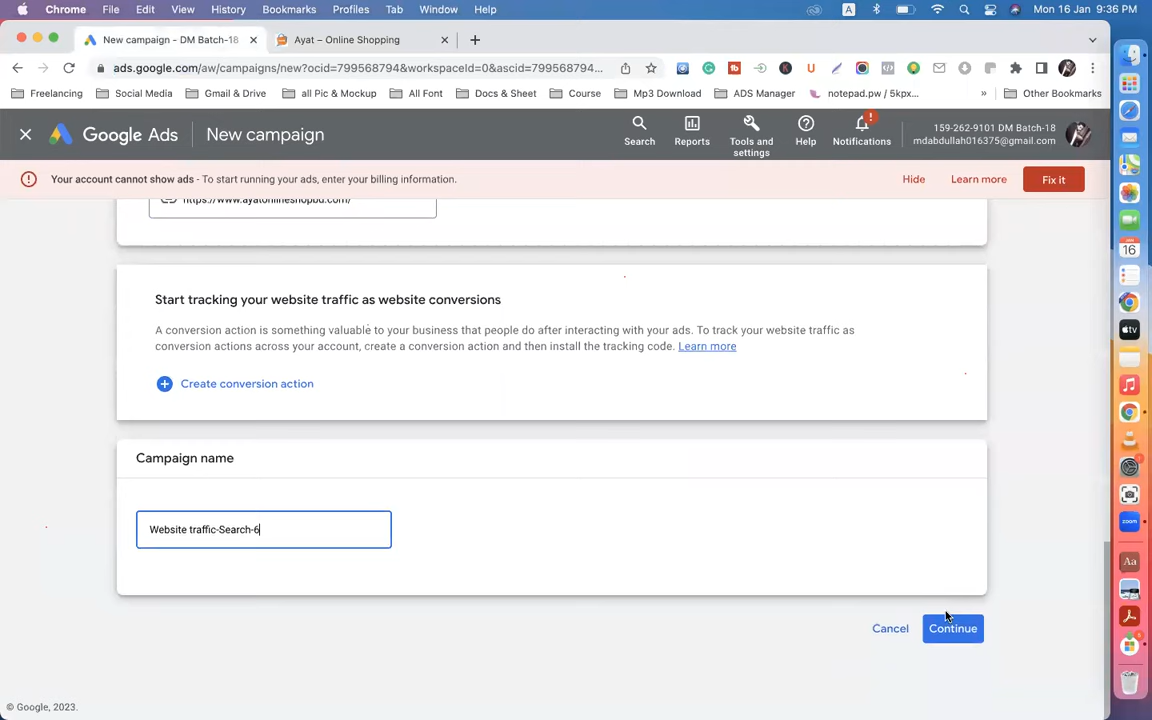 Chrome File Edit View History Bookmarks Profiles Tab Window Help
A
Mon 16 Jan 9:36 PM
New campaign - DM Batch-18
Ayat – Online Shopping
ads.google.com/aw/campaigns/new?ocid=799568794&workspaceId=0&ascid=799568794...
Freelancing Social Media Gmail & Drive all Pic & Mockup All Font Docs & Sheet Course Mp3 Download ADS Manager notepad.pw / 5kpx... » Other Bookmarks
Google Ads
New campaign
Search
Reports
Tools and settings
Help
Notifications
159-262-9101 DM Batch-18
mdabdullah016375@gmail.com
Your account cannot show ads - To start running your ads, enter your billing information.
Hide
Learn more
Fix it
https://www.ayatonlineshopbd.com/
Start tracking your website traffic as website conversions
A conversion action is something valuable to your business that people do after interacting with your ads. To track your website traffic as
conversion actions across your account, create a conversion action and then install the tracking code. Learn more
Create conversion action
Campaign name
Website traffic-Search-6
Cancel
Continue
© Google, 2023.
16
tv
zoom
Aa